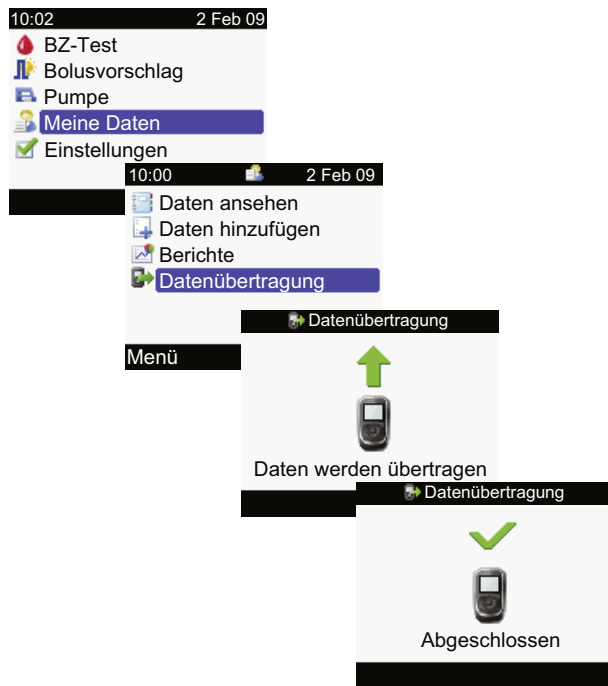 10:02 2 Feb 09
BZ-Test
Bolusvorschlag
Pumpe
Meine Daten
Einstellungen
10:00 2 Feb 09
Daten ansehen
Daten hinzufügen
Berichte
Datenübertragung
Menü
Datenübertragung
Daten werden übertragen
Datenübertragung
Abgeschlossen